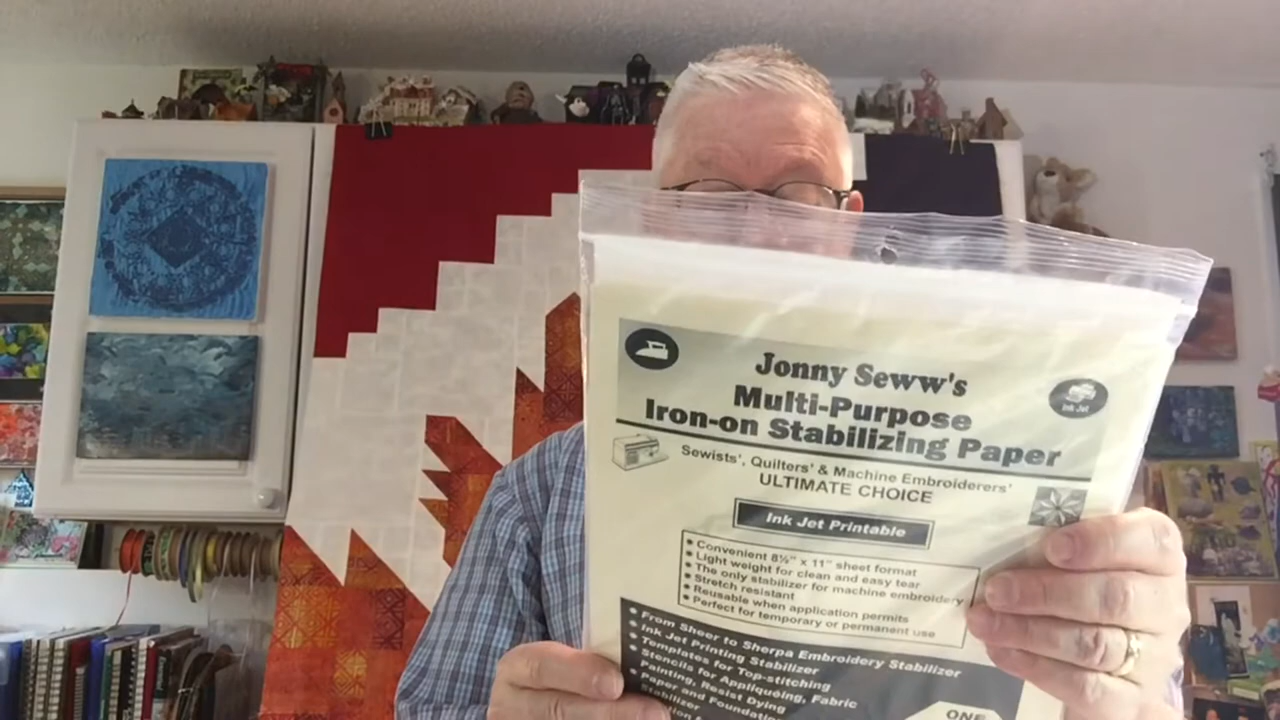 Jonny Seww's
Multi-Purpose
Iron-on Stabilizing Paper
Ink Jet
Sewists', Quilters' & Machine Embroiderers'
ULTIMATE CHOICE
Ink Jet Printable
• Convenient 8½" x 11" sheet format
• Light weight for clean and easy tear
• The only stabilizer for machine embroidery
• Stretch resistant
• Reusable when application permits
• Perfect for temporary or permanent use
• From Sheer to Sherpa Embroidery Stabilizer
• Ink Jet Printing Stabilizer
• Templates for Top-stitching
• Stencils for Appliquéing, Fabric
Painting, Resist Dying
• Paper and Foundation
Stabilizer
ONE